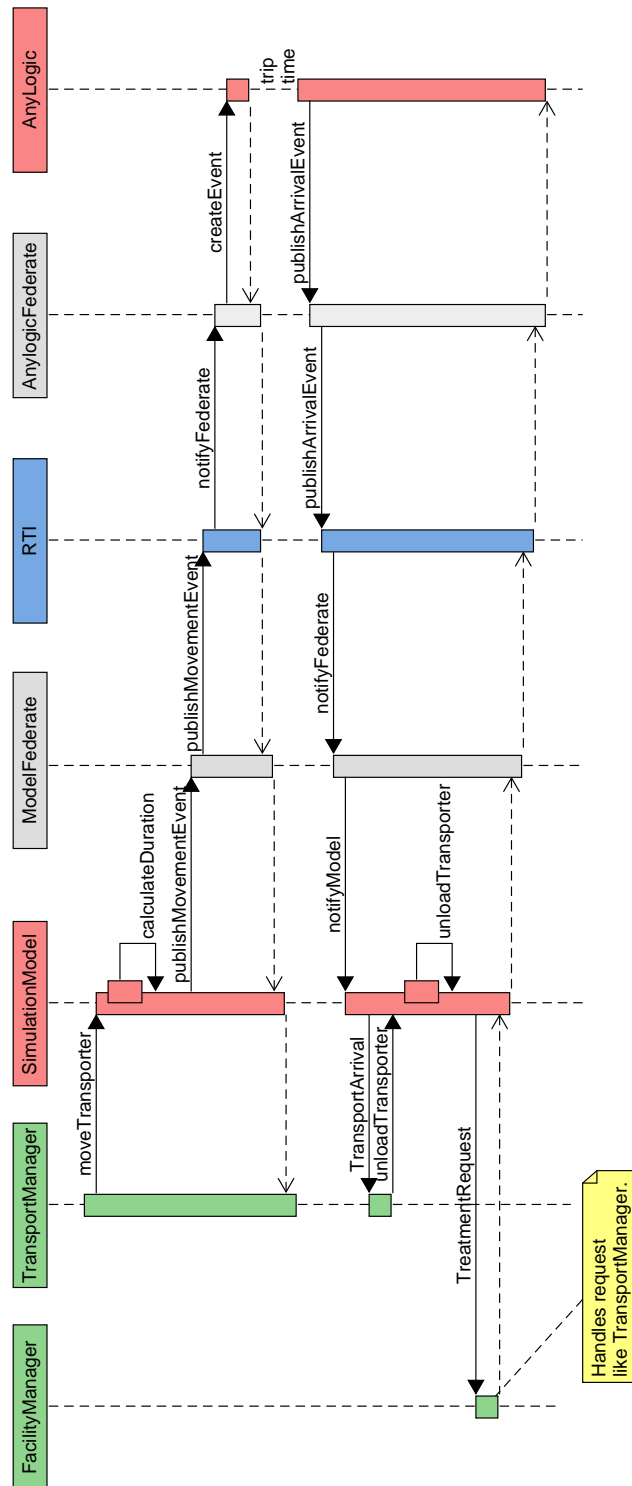 FacilityManager
TransportManager
SimulationModel
ModelFederate
RTI
AnylogicFederate
AnyLogic
moveTransporter
calculateDuration
publishMovementEvent
publishMovementEvent
notifyFederate
createEvent
trip
time
publishArrivalEvent
publishArrivalEvent
notifyFederate
notifyModel
TransportArrival
unloadTransporter
unloadTransporter
TreatmentRequest
Handles request
like TransportManager.